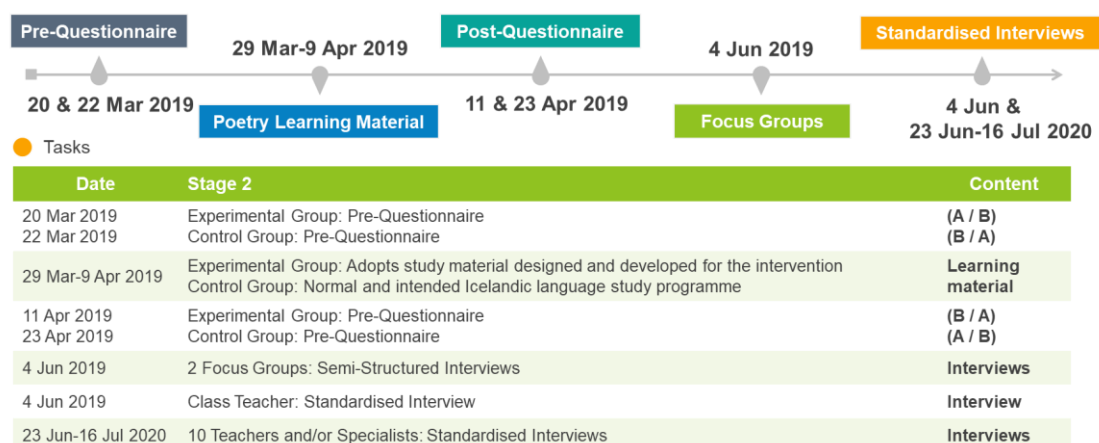 Pre-Questionnaire
29 Mar-9 Apr 2019
Post-Questionnaire
4 Jun 2019
Standardised Interviews
20 & 22 Mar 2019
Poetry Learning Material
11 & 23 Apr 2019
Focus Groups
4 Jun &
23 Jun-16 Jul 2020
Tasks
Date Stage 2 Content
20 Mar 2019 Experimental Group: Pre-Questionnaire (A / B)
22 Mar 2019 Control Group: Pre-Questionnaire (B / A)
29 Mar-9 Apr 2019 Experimental Group: Adopts study material designed and developed for the intervention Learning
Control Group: Normal and intended Icelandic language study programme material
11 Apr 2019 Experimental Group: Pre-Questionnaire (B / A)
23 Apr 2019 Control Group: Pre-Questionnaire (A / B)
4 Jun 2019 2 Focus Groups: Semi-Structured Interviews Interviews
4 Jun 2019 Class Teacher: Standardised Interview Interview
23 Jun-16 Jul 2020 10 Teachers and/or Specialists: Standardised Interviews Interviews